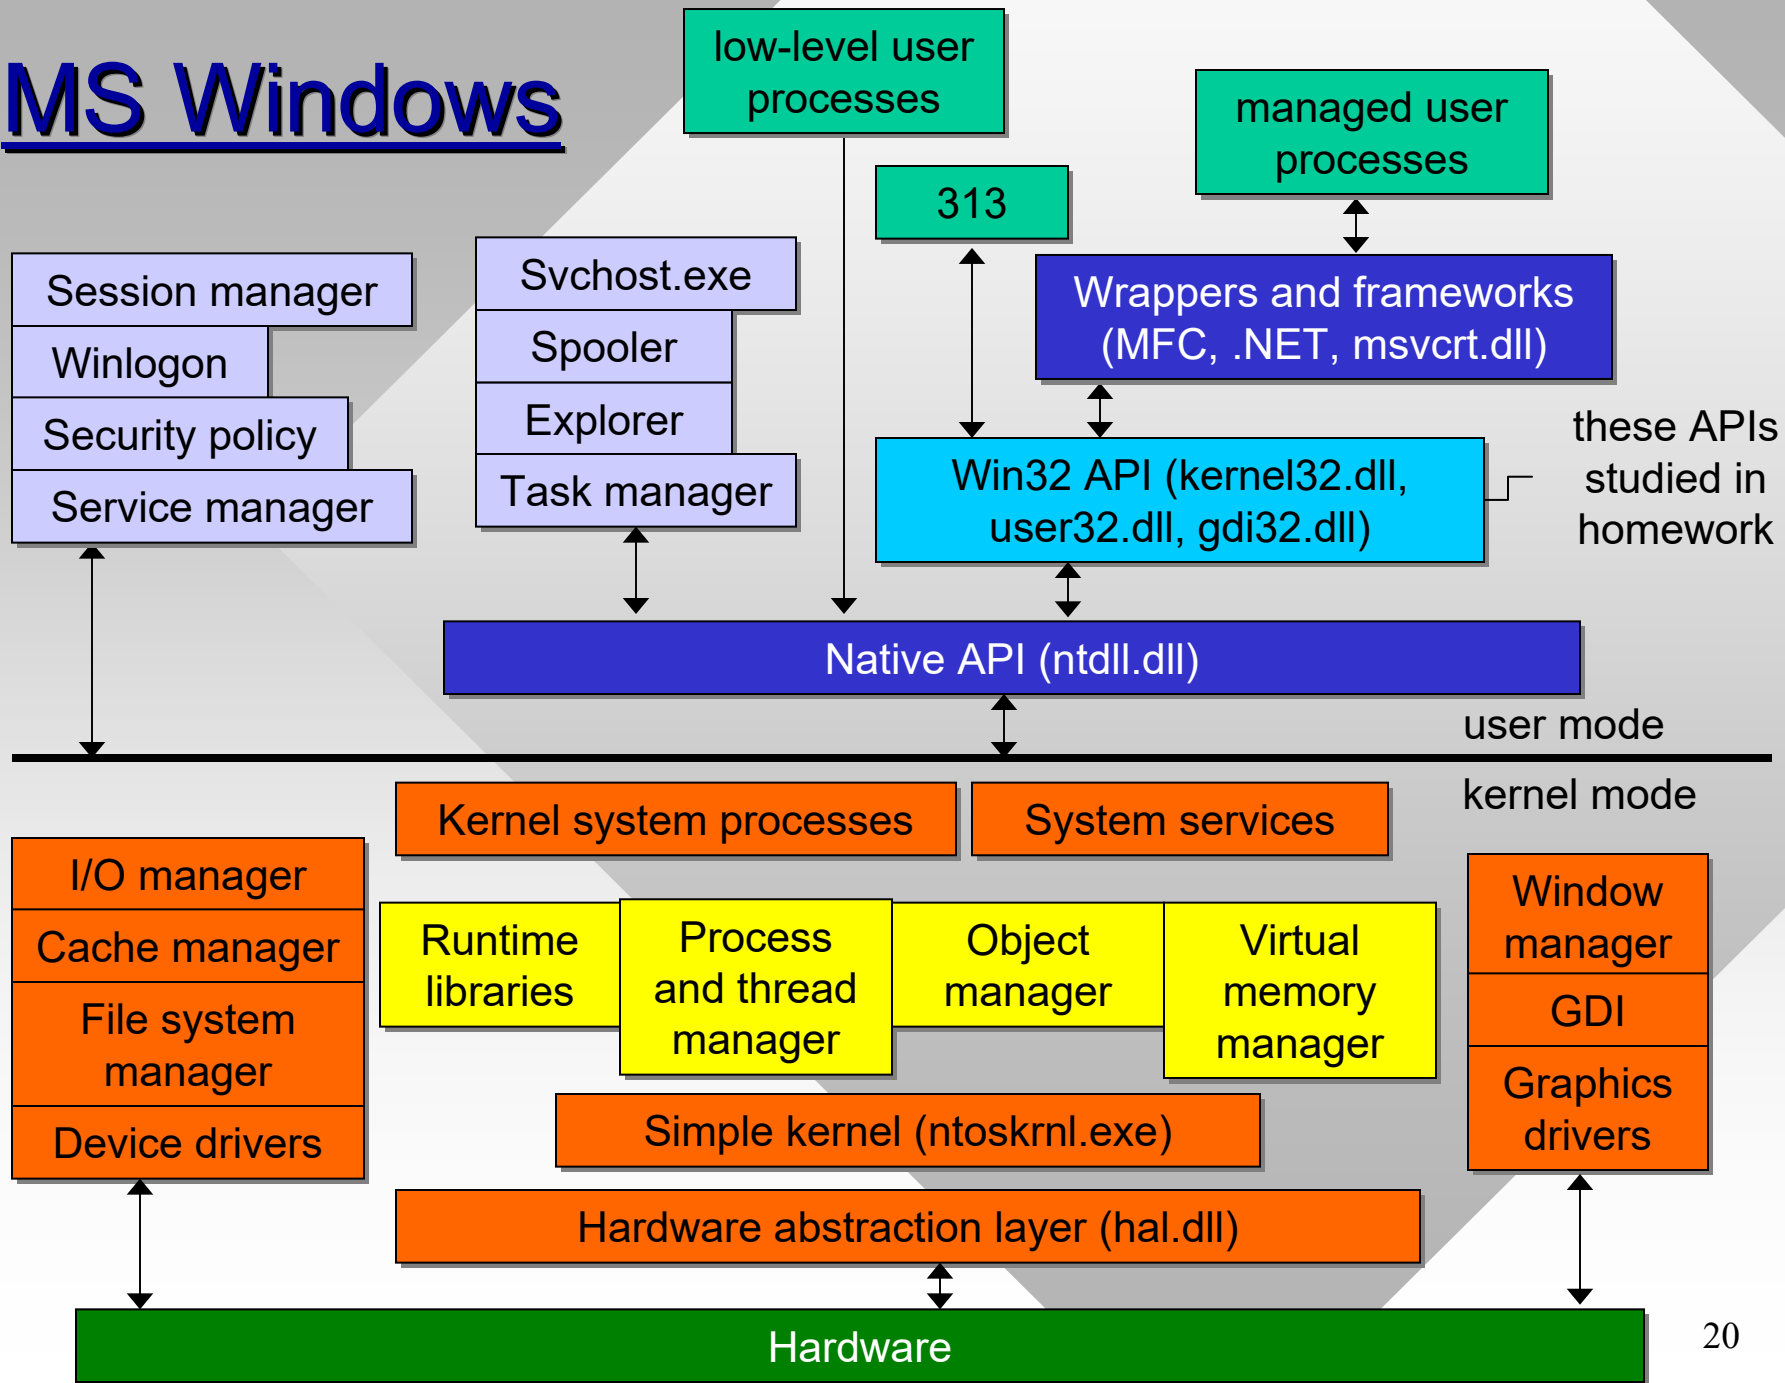 MS Windows
low-level user
processes
managed user
processes
313
Session manager
Winlogon
Security policy
Service manager
Svchost.exe
Spooler
Explorer
Task manager
Wrappers and frameworks
(MFC, .NET, msvcrt.dll)
Win32 API (kernel32.dll,
user32.dll, gdi32.dll)
these APIs
studied in
homework
Native API (ntdll.dll)
user mode
kernel mode
Kernel system processes
System services
I/O manager
Cache manager
File system
manager
Device drivers
Runtime
libraries
Process
and thread
manager
Object
manager
Virtual
memory
manager
Window
manager
GDI
Graphics
drivers
Simple kernel (ntoskrnl.exe)
Hardware abstraction layer (hal.dll)
Hardware
20